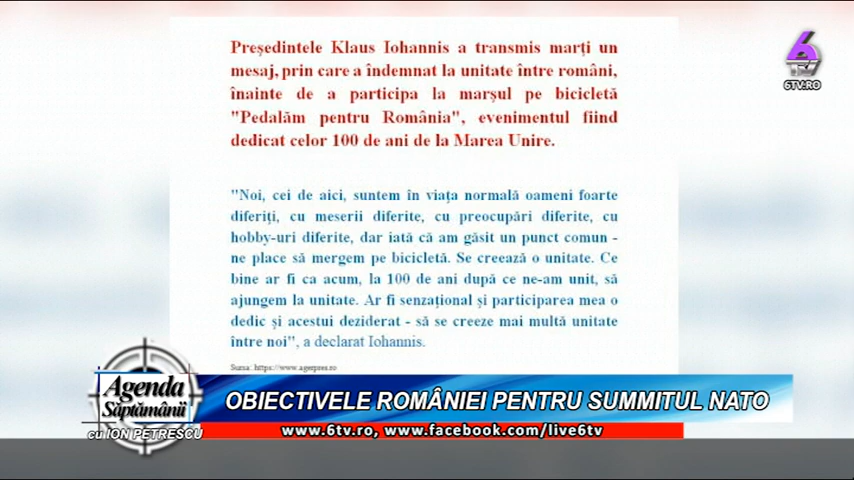 Președintele Klaus Iohannis a transmis marți un
mesaj, prin care a îndemnat la unitate între români,
înainte de a participa la marșul pe bicicletă
"Pedalăm pentru România", evenimentul fiind
dedicat celor 100 de ani de la Marea Unire.
"Noi, cei de aici, suntem în viața normală oameni foarte
diferiți, cu meserii diferite, cu preocupări diferite, cu
hobby-uri diferite, dar iată că am găsit un punct comun -
ne place să mergem pe bicicletă. Se creează o unitate. Ce
bine ar fi ca acum, la 100 de ani după ce ne-am unit, să
ajungem la unitate. Ar fi senzațional și participarea mea o
dedic și acestui deziderat - să se creeze mai multă unitate
între noi", a declarat Iohannis.
Sursa: https://www.agerpres.ro
6
TV
6TV.RO
Agenda
Săptămânii
cu ION PETRESCU
OBIECTIVELE ROMÂNIEI PENTRU SUMMITUL NATO
www.6tv.ro, www.facebook.com/live6tv